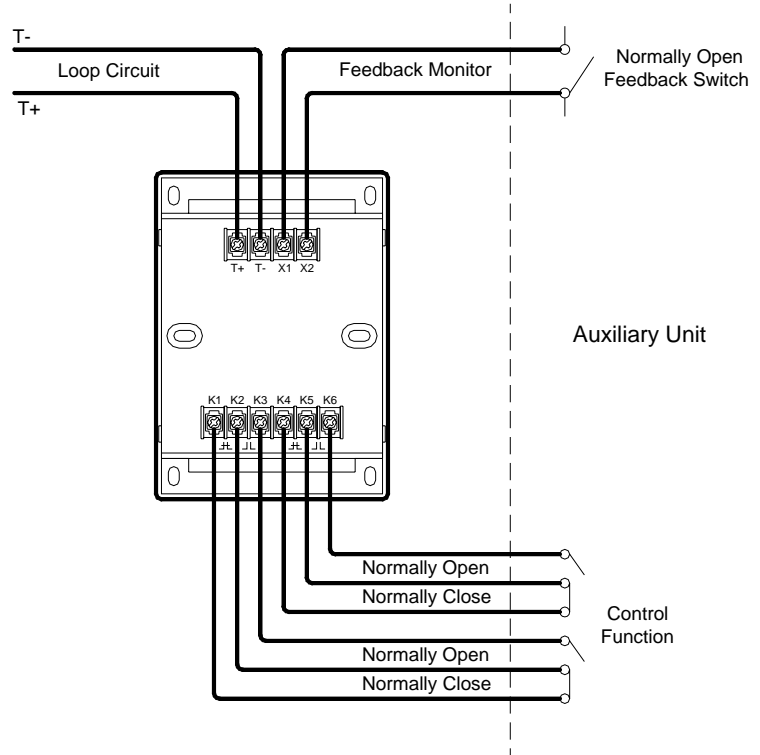 T-
Loop Circuit
T+
Feedback Monitor
Normally Open
Feedback Switch
T+ T- X1 X2
Auxiliary Unit
K1 K2 K3 K4 K5 K6
Normally Open
Normally Close
Control
Function
Normally Open
Normally Close